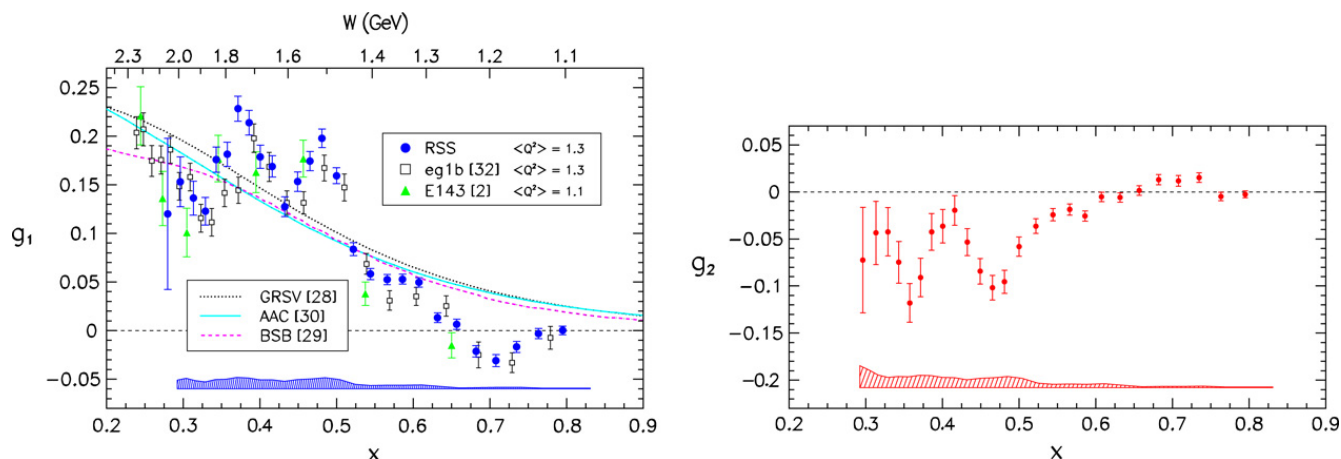 W (GeV)
2.3 2.0 1.8 1.6 1.4 1.3 1.2 1.1
0.25
0.2
0.15
0.1
0.05
0
−0.05
g₁
RSS <Q²> = 1.3
eg1b [32] <Q²> = 1.3
E143 [2] <Q²> = 1.1
GRSV [28]
AAC [30]
BSB [29]
0.2 0.3 0.4 0.5 0.6 0.7 0.8 0.9
x
0.05
0
−0.05
−0.1
−0.15
−0.2
g₂
0.2 0.3 0.4 0.5 0.6 0.7 0.8 0.9
x